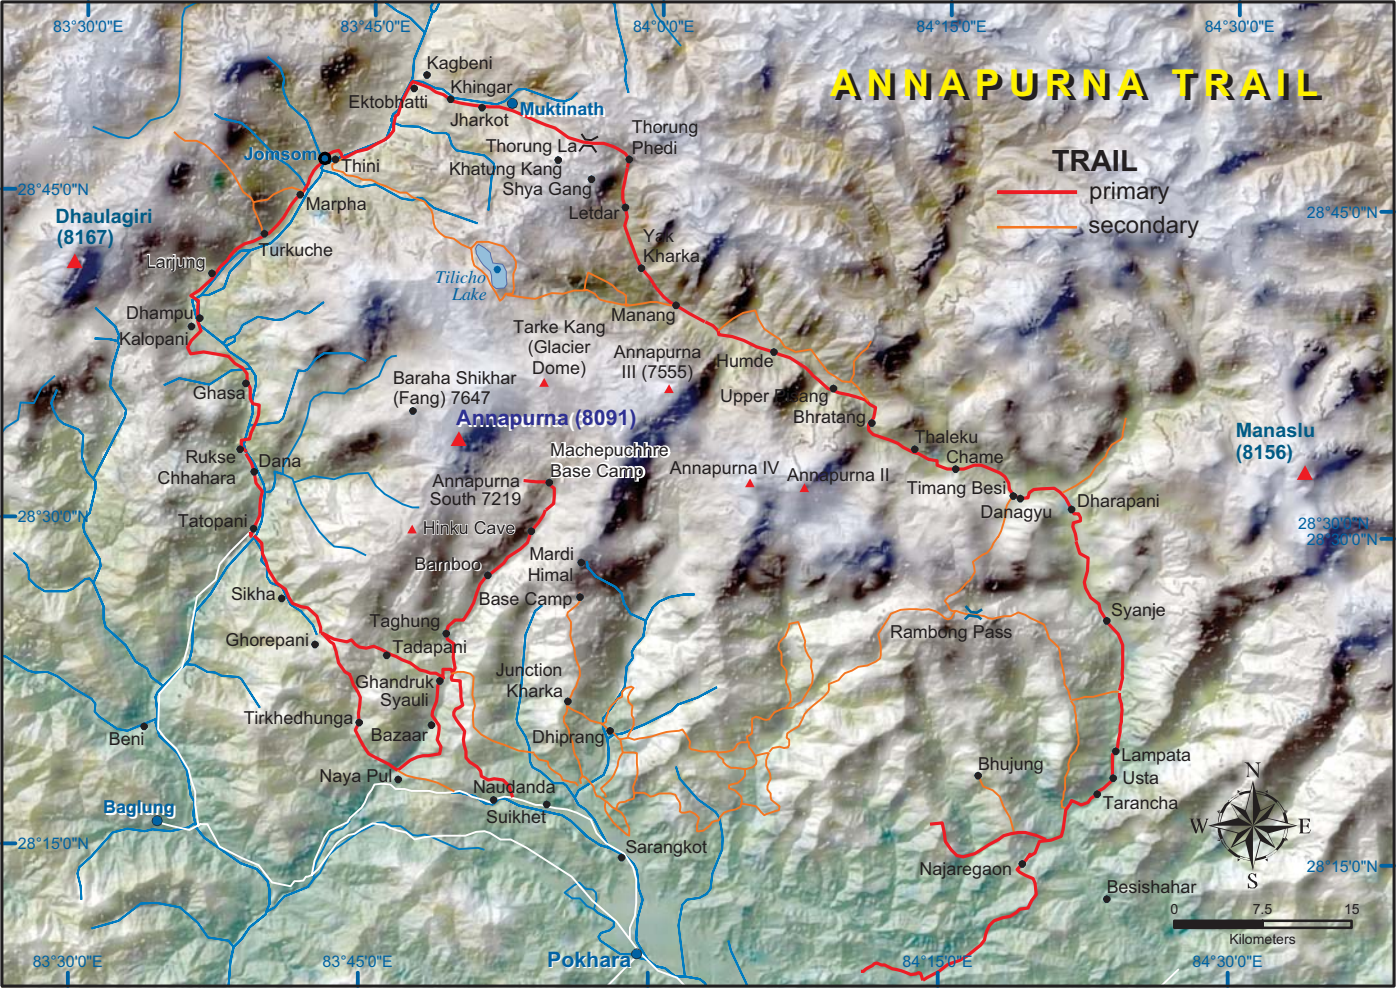 83°30'0"E
83°45'0"E
84°0'0"E
84°15'0"E
84°30'0"E
ANNAPURNA TRAIL
Kagbeni
Khingar
Ektobhatti
Muktinath
Jharkot
Thorung
Phedi
Thorung La
Jomsom
Thini
Khatung Kang
Shya Gang
TRAIL
primary
secondary
28°45'0"N
28°45'0"N
Marpha
Letdar
Dhaulagiri
(8167)
Turkuche
Yak
Kharka
Larjung
Tilicho
Lake
Dhampu
Kalopani
Manang
Tarke Kang
(Glacier
Dome)
Annapurna
III (7555)
Humde
Ghasa
Baraha Shikhar
(Fang) 7647
Upper Pisang
Bhratang
Annapurna (8091)
Manaslu
(8156)
Thaleku
Chame
Rukse
Chhahara
Dana
Machepuchhre
Base Camp
Annapurna IV
Annapurna II
Annapurna
South 7219
Timang Besi
Danagyu
Dharapani
28°30'0"N
28°30'0"N
28°30'0"N
Tatopani
Hinku Cave
Mardi
Himal
Bamboo
Sikha
Base Camp
Syanje
Taghung
Tadapani
Rambong Pass
Ghorepani
Junction
Kharka
Ghandruk
Syauli
Bazaar
Tirkhedhunga
Beni
Dhiprang
Lampata
Bhujung
Usta
Naya Pul
Naudanda
Suikhet
Tarancha
Baglung
N
W
E
S
28°15'0"N
28°15'0"N
Sarangkot
Najaregaon
Besishahar
0 7.5 15
Kilometers
Pokhara
83°30'0"E
83°45'0"E
84°15'0"E
84°30'0"E